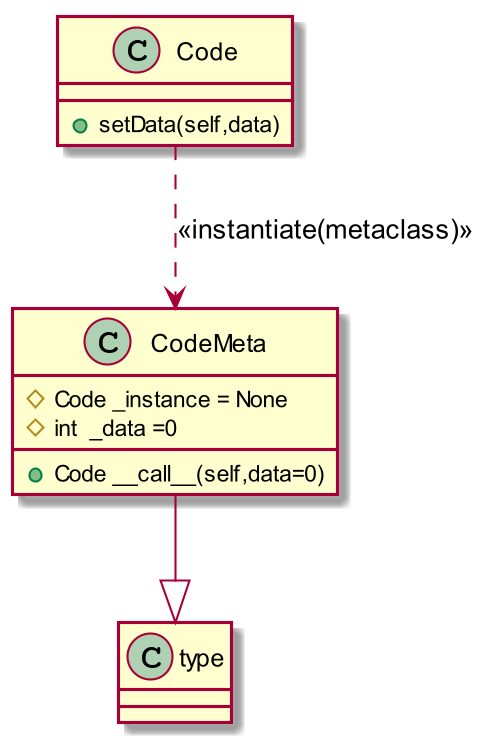 C Code
setData(self,data)
«instantiate(metaclass)»
C CodeMeta
Code _instance = None
int  _data =0
Code __call__(self,data=0)
C type